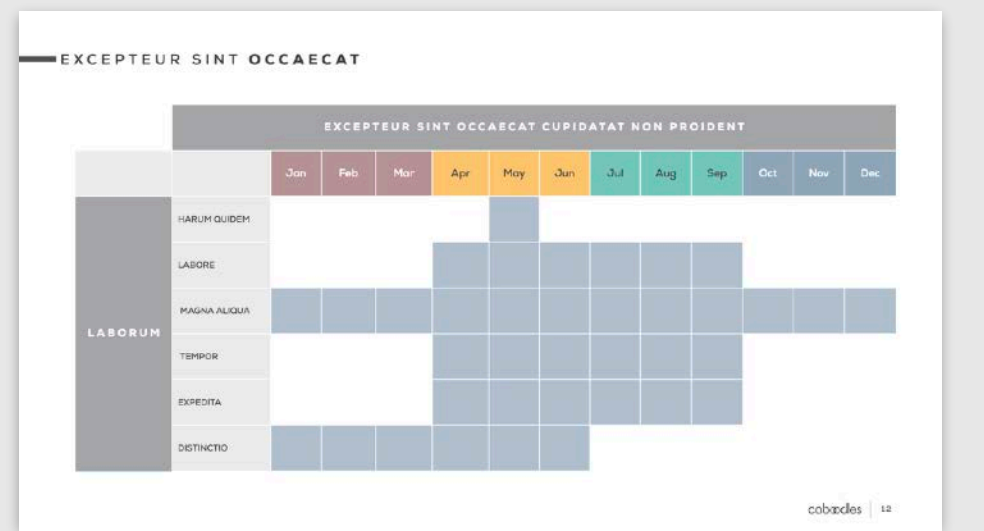 EXCEPTEUR SINT OCCAECAT
EXCEPTEUR SINT OCCAECAT CUPIDATAT NON PROIDENT
Jan Feb Mar Apr May Jun Jul Aug Sep Oct Nov Dec
LABORUM
HARUM QUIDEM
LABORE
MAGNA ALIQUA
TEMPOR
EXPEDITA
DISTINCTIO
12